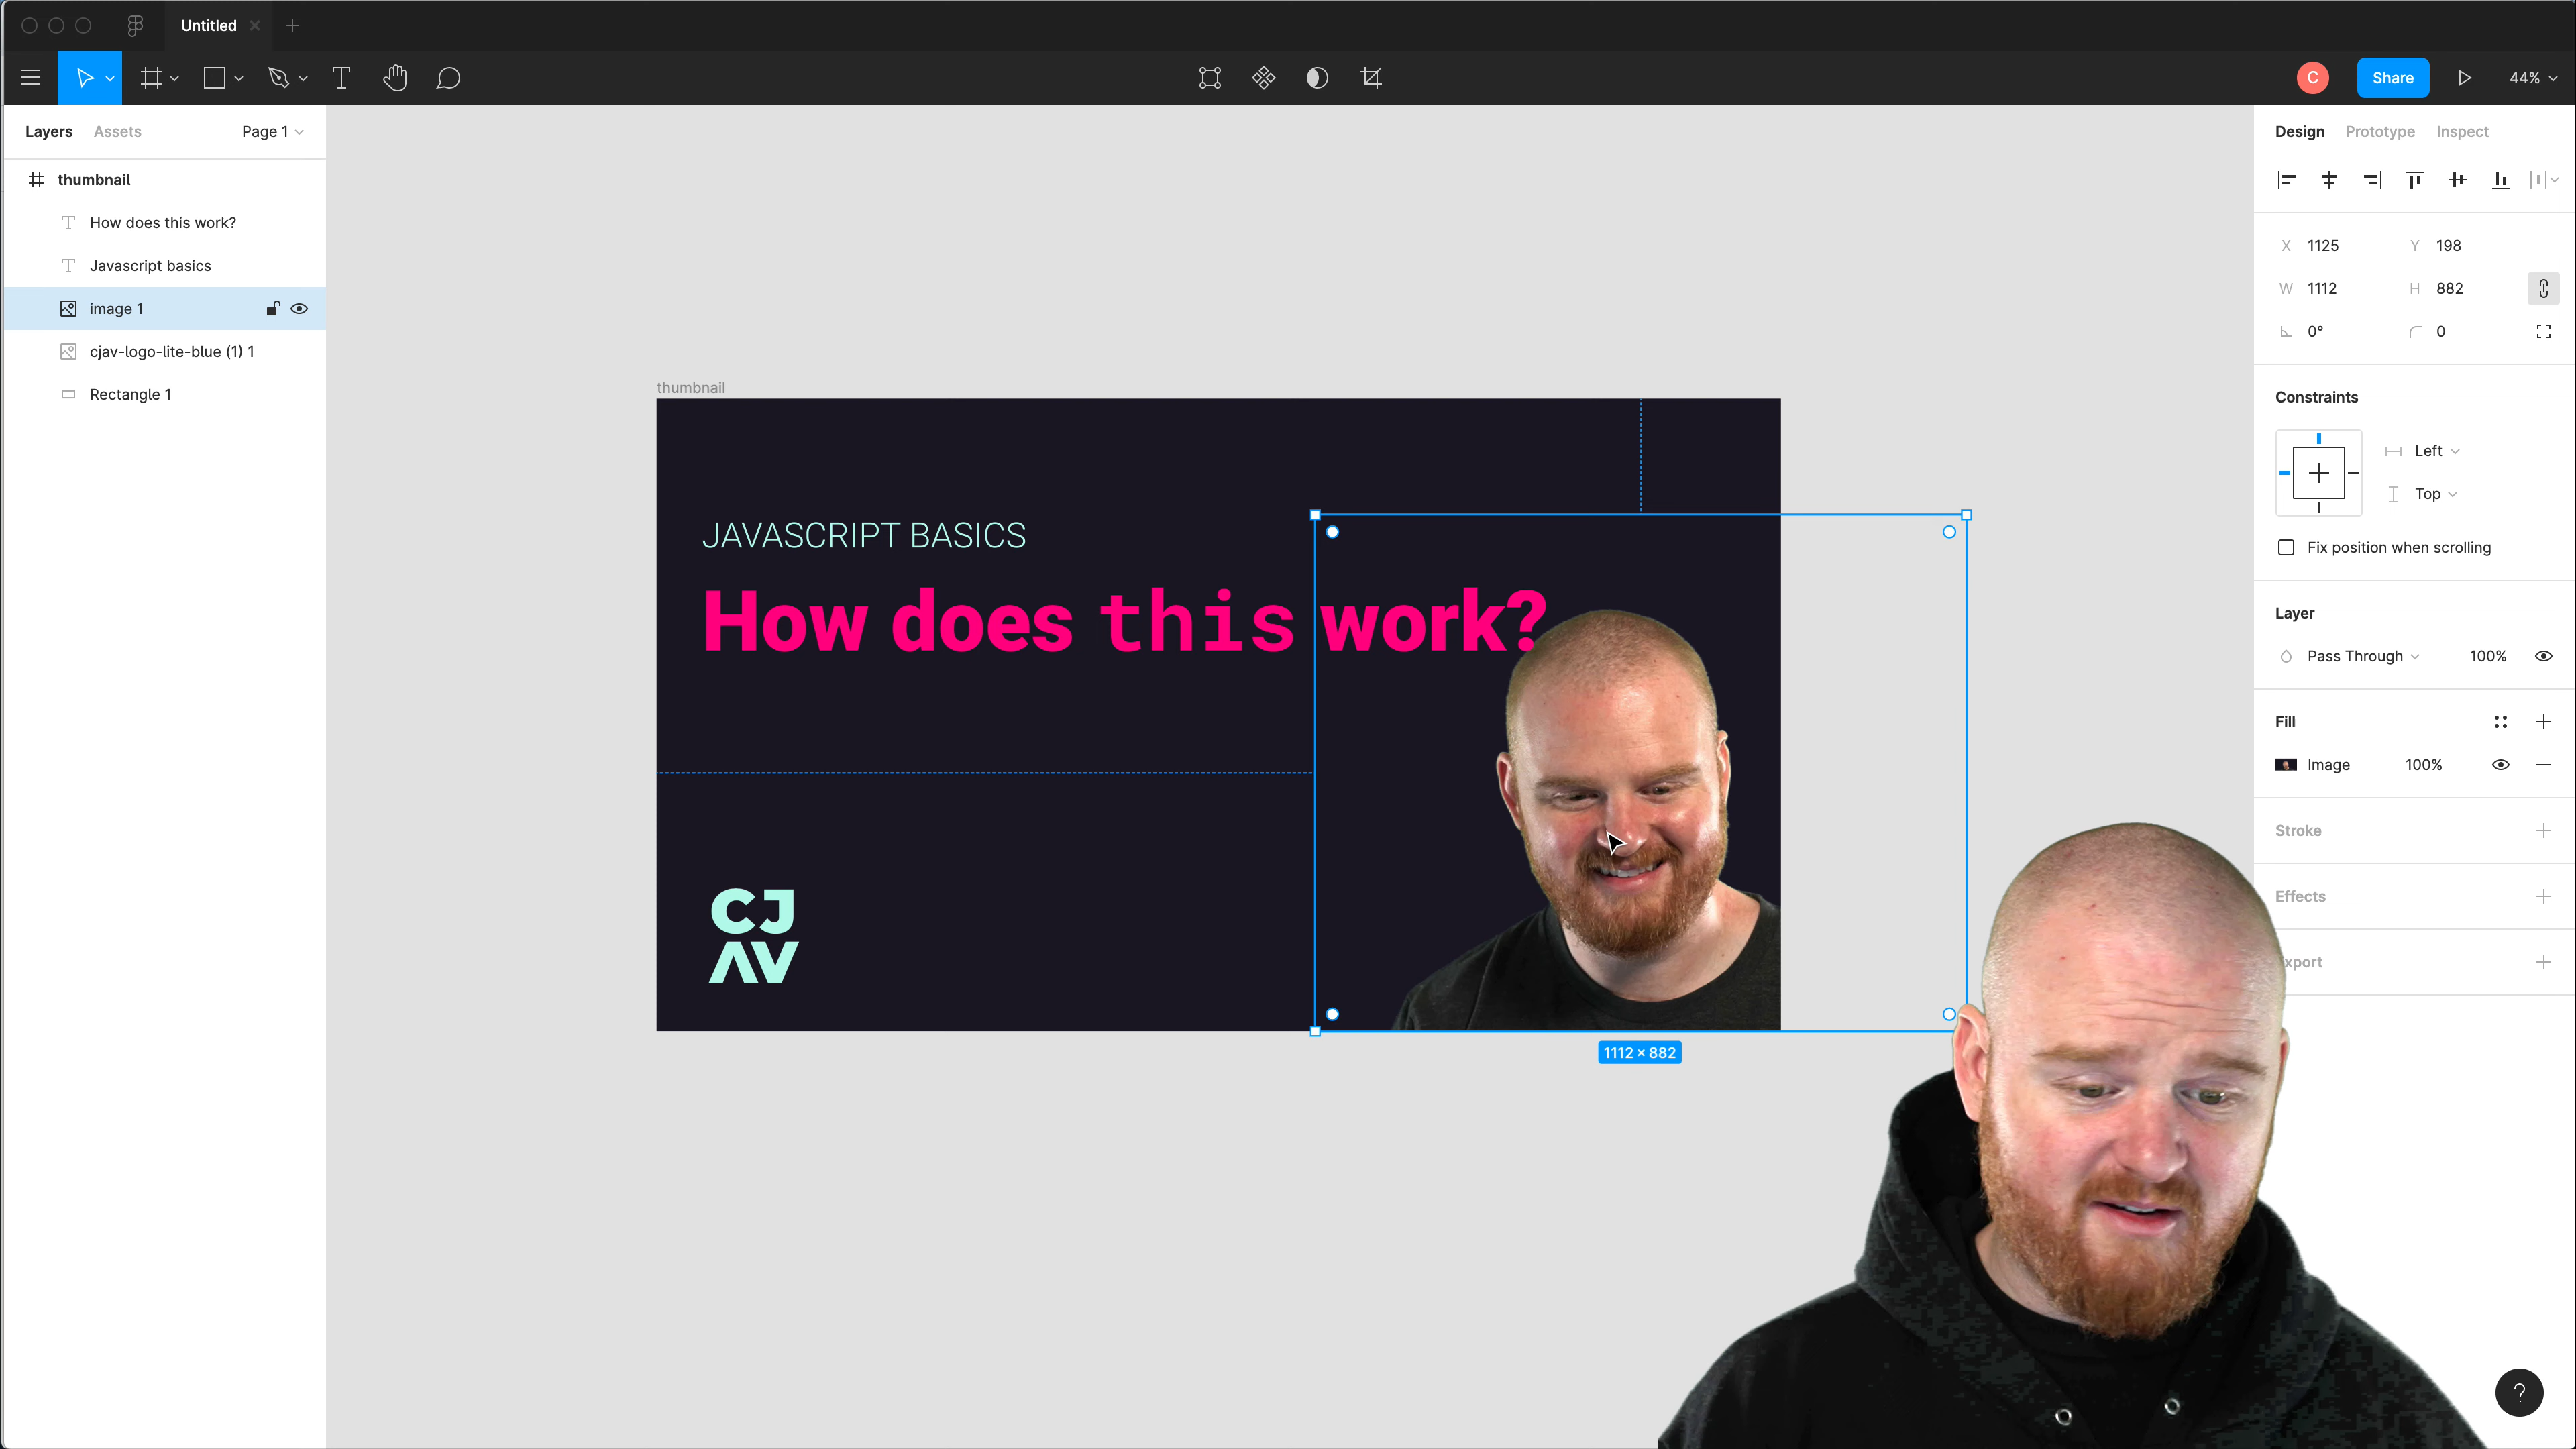 Untitled
C
Share
44%
Layers
Assets
Page 1
thumbnail
How does this work?
Javascript basics
image 1
cjav-logo-lite-blue (1) 1
Rectangle 1
thumbnail
JAVASCRIPT BASICS
How does this work?
CJ
AV
1112 × 882
Design
Prototype
Inspect
X 1125
Y 198
W 1112
H 882
0°
0
Constraints
Left
Top
Fix position when scrolling
Layer
Pass Through
100%
Fill
Image
100%
Stroke
Effects
xport
?